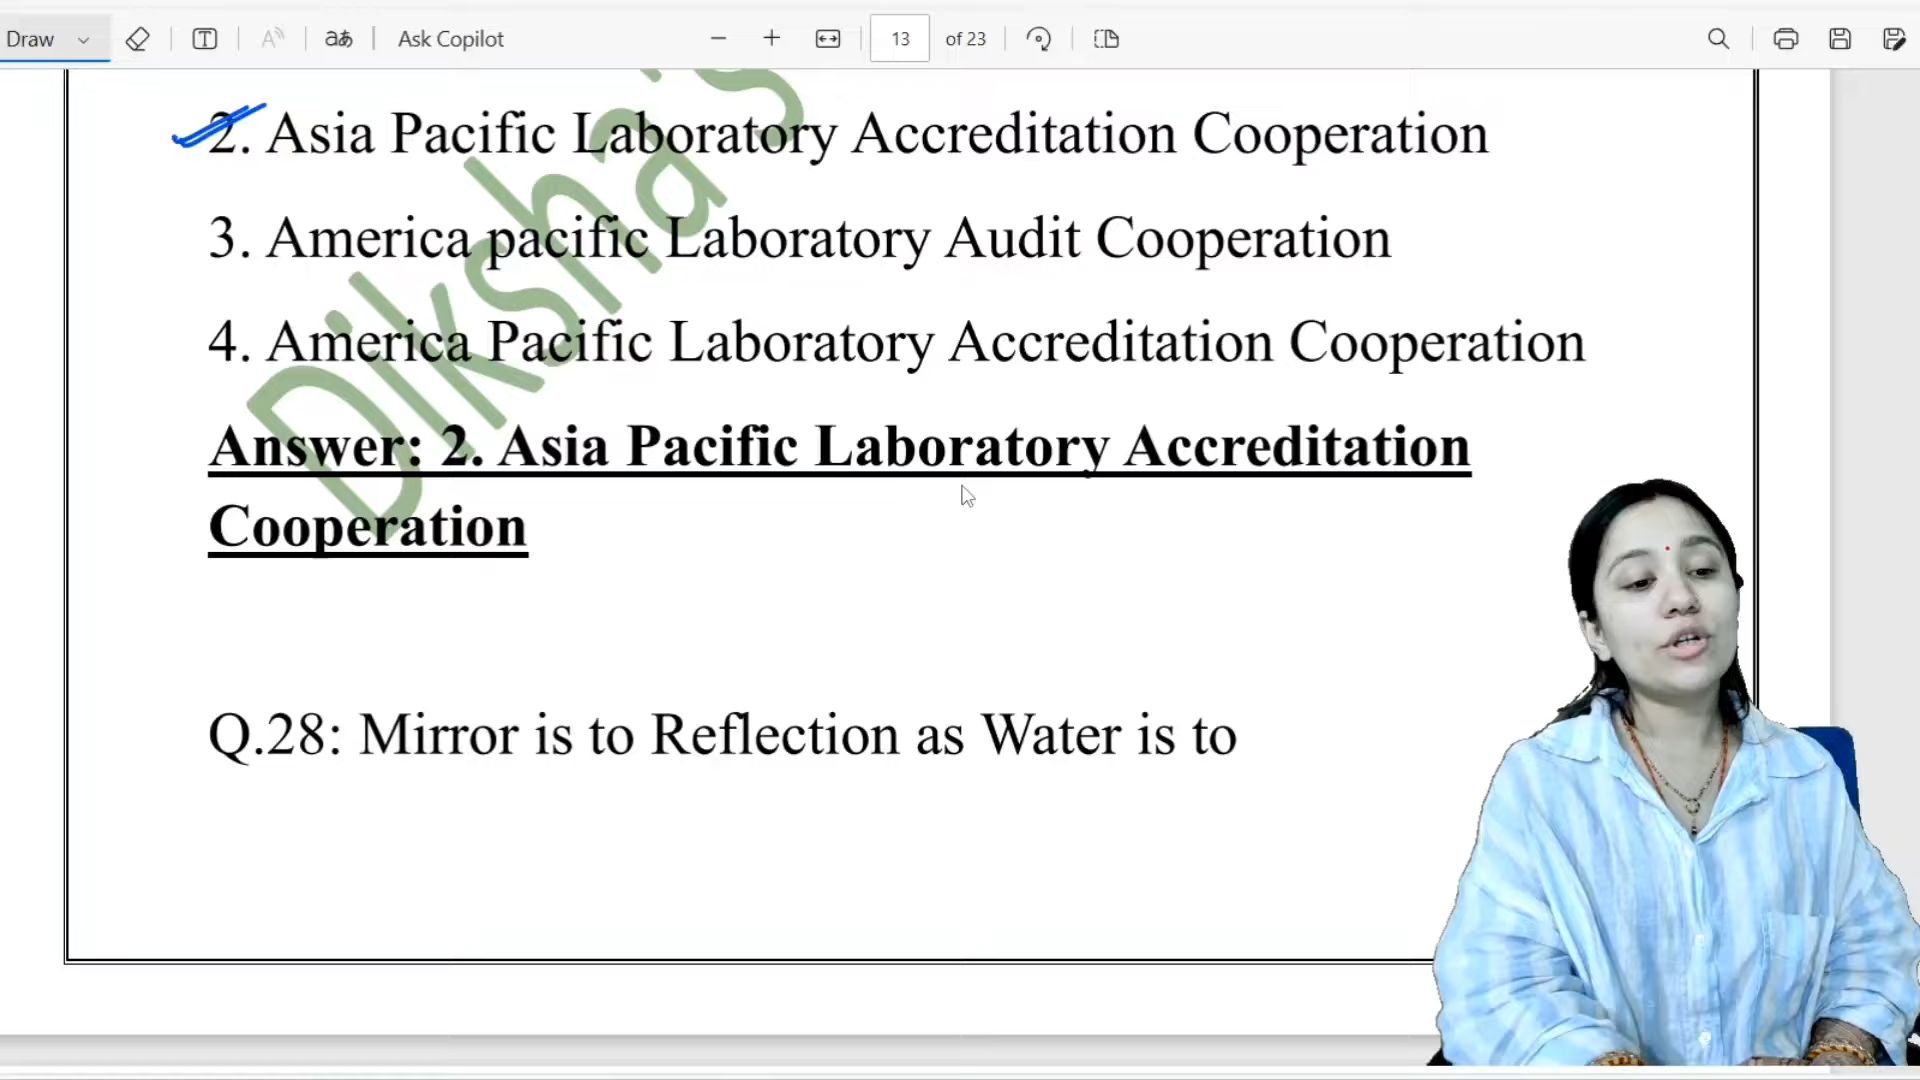 Draw
Ask Copilot
13 of 23
2. Asia Pacific Laboratory Accreditation Cooperation
3. America pacific Laboratory Audit Cooperation
4. America Pacific Laboratory Accreditation Cooperation
Answer: 2. Asia Pacific Laboratory Accreditation
Cooperation
Q.28: Mirror is to Reflection as Water is to
Diksha's